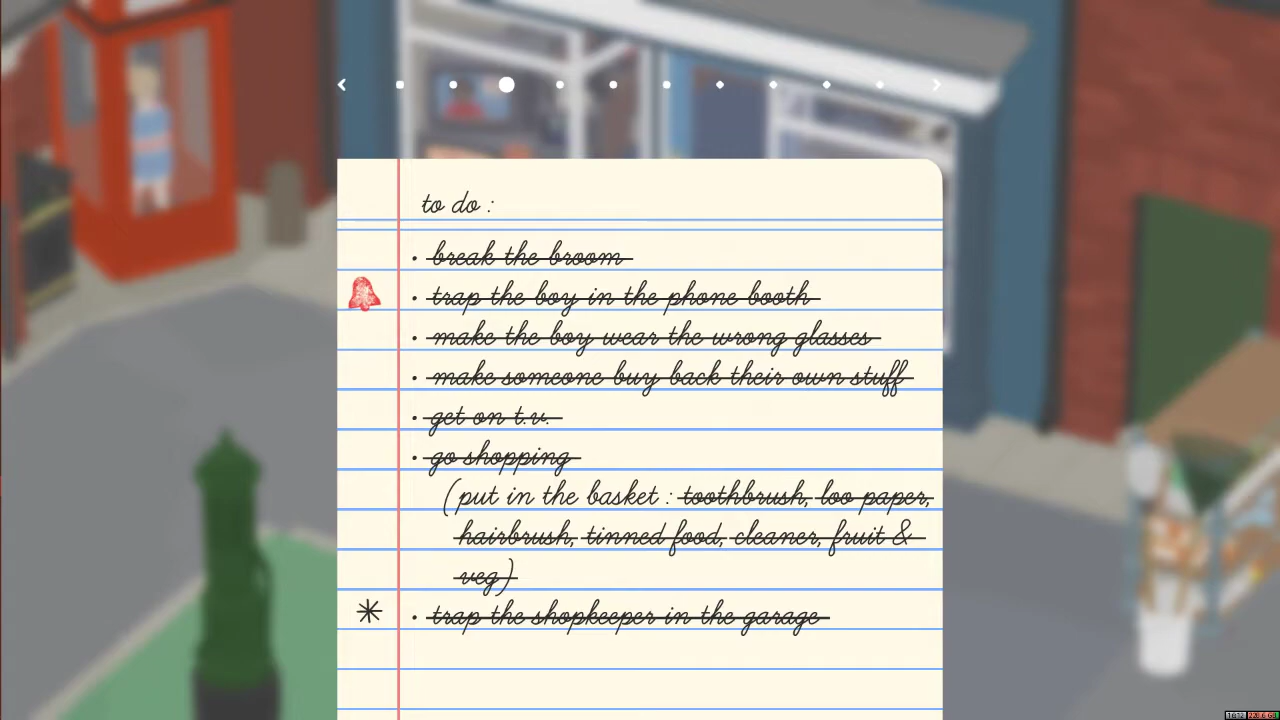 to do :
• break the broom
• trap the boy in the phone booth
• make the boy wear the wrong glasses
• make someone buy back their own stuff
• get on t.v.
• go shopping
(put in the basket : toothbrush, loo paper,
hairbrush, tinned food, cleaner, fruit &
veg)
• trap the shopkeeper in the garage